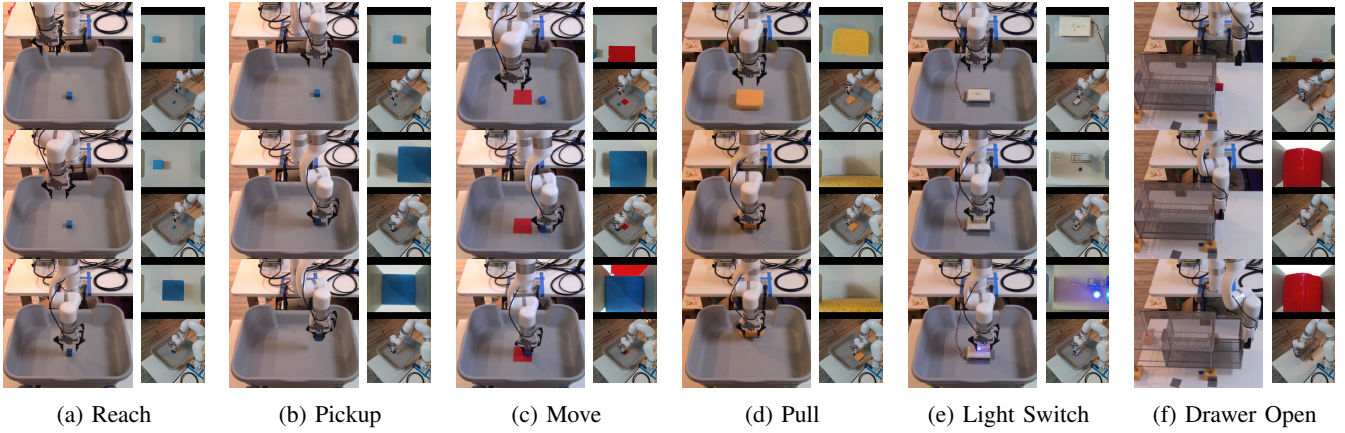 (a) Reach
(b) Pickup
(c) Move
(d) Pull
(e) Light Switch
(f) Drawer Open